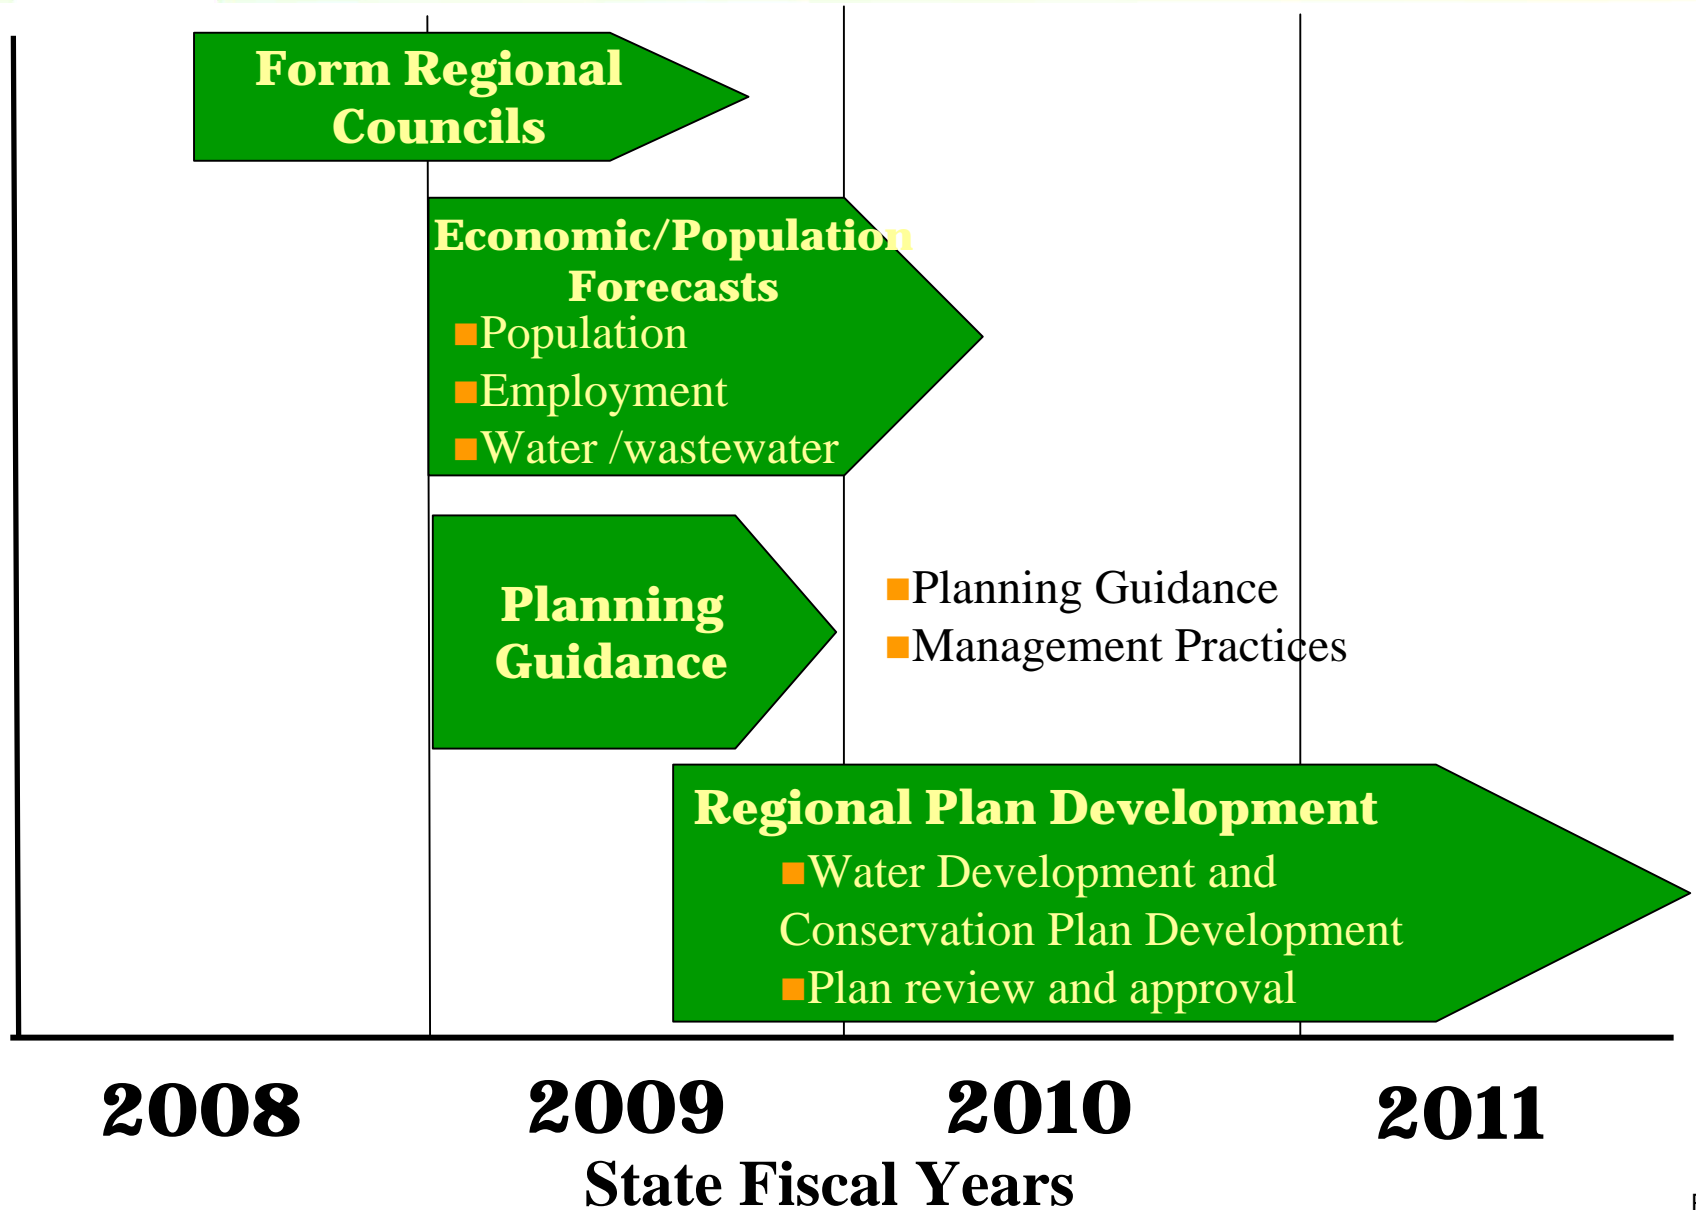 Form Regional
Councils
Economic/Population
Forecasts
■Population
■Employment
■Water /wastewater
Planning
Guidance
■Planning Guidance
■Management Practices
Regional Plan Development
■Water Development and
Conservation Plan Development
■Plan review and approval
2008 2009 2010 2011
State Fiscal Years